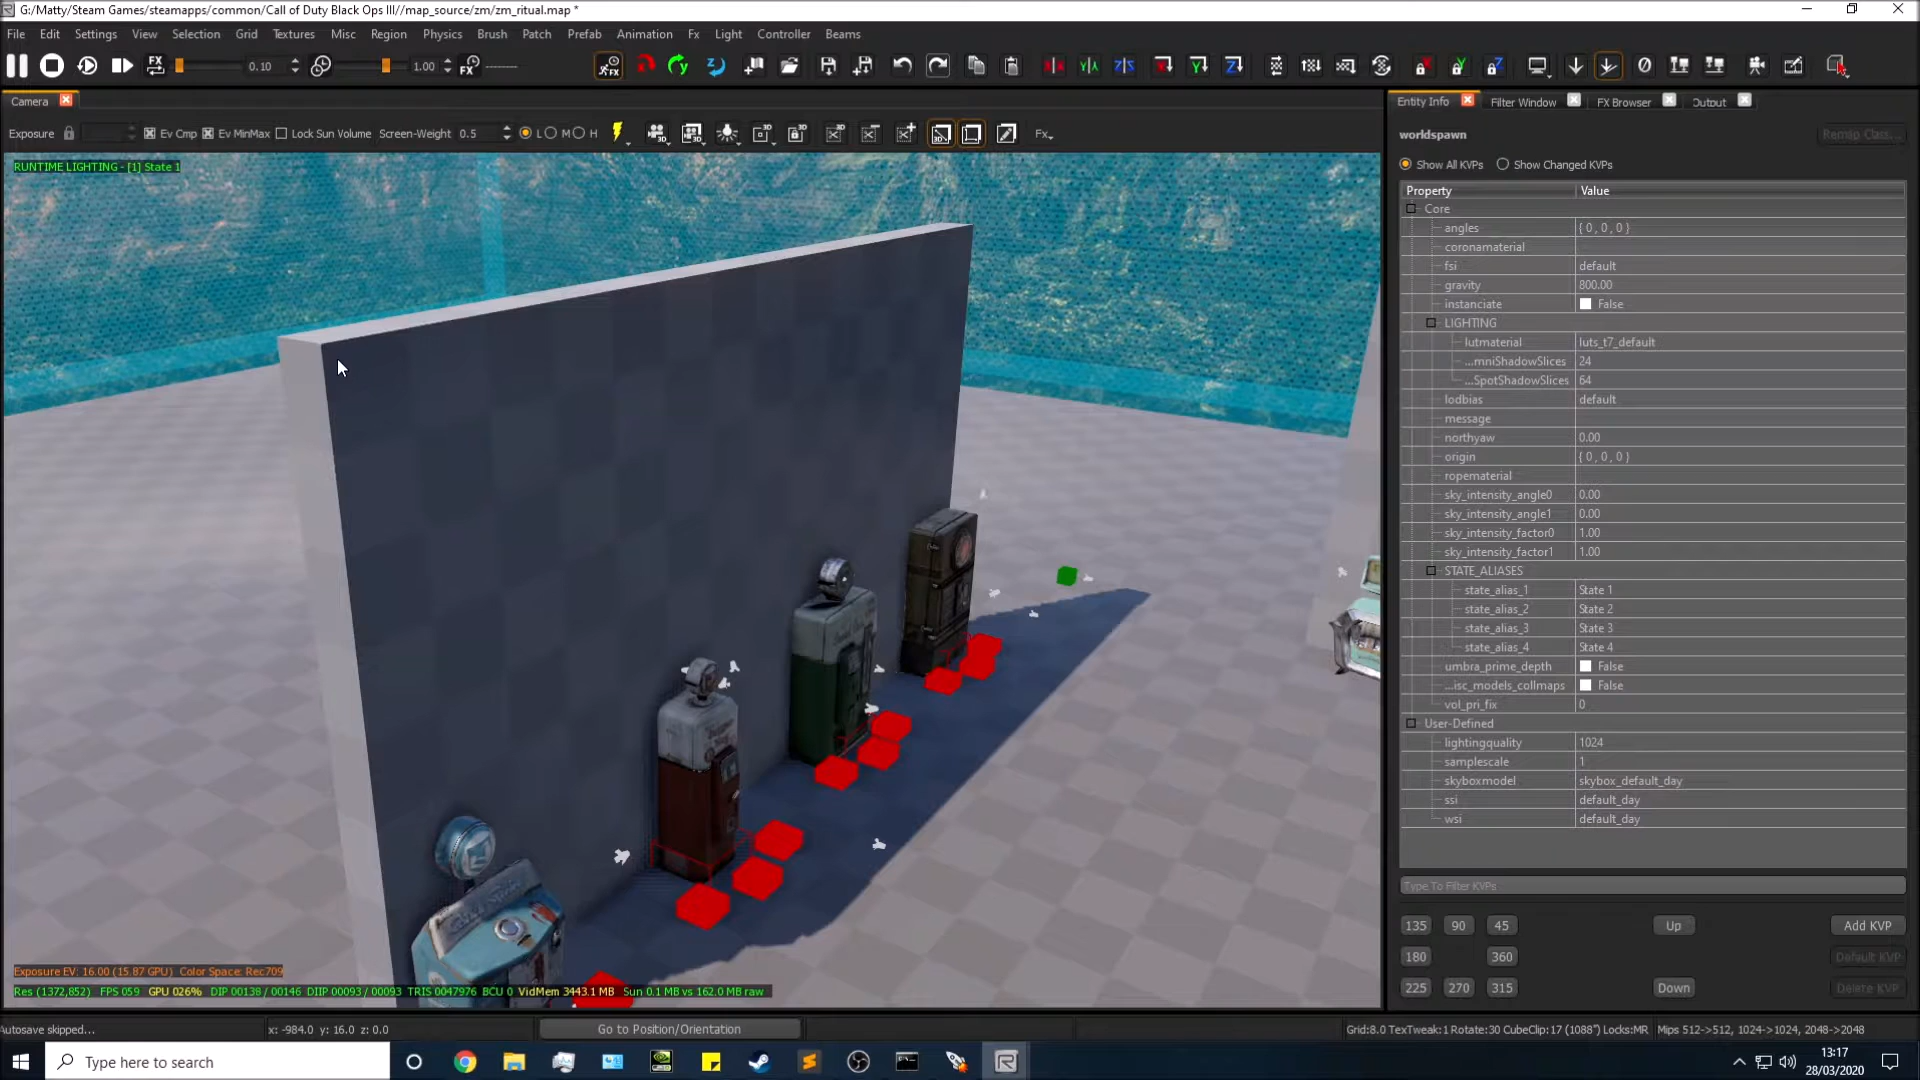 G:/Matty/Steam Games/steamapps/common/Call of Duty Black Ops III//map_source/zm/zm_ritual.map *
File Edit Settings View Selection Grid Textures Misc Region Physics Brush Patch Prefab Animation Fx Light Controller Beams
FX 0.10 1.00 FX
Camera
Entity Info Filter Window FX Browser Output
Exposure Ev Cmp Ev MinMax Lock Sun Volume Screen-Weight 0.5 L M H Fx
worldspawn Remap Class...
RUNTIME LIGHTING - [1] State 1
Show All KVPs Show Changed KVPs
Property Value
Core
angles { 0 , 0 , 0 }
coronamaterial
fsi default
gravity 800.00
instanciate False
LIGHTING
lutmaterial luts_t7_default
...mniShadowSlices 24
...SpotShadowSlices 64
lodbias default
message
northyaw 0.00
origin { 0 , 0 , 0 }
ropematerial
sky_intensity_angle0 0.00
sky_intensity_angle1 0.00
sky_intensity_factor0 1.00
sky_intensity_factor1 1.00
STATE_ALIASES
state_alias_1 State 1
state_alias_2 State 2
state_alias_3 State 3
state_alias_4 State 4
umbra_prime_depth False
...isc_models_collmaps False
vol_pri_fix 0
User-Defined
lightingquality 1024
samplescale 1
skyboxmodel skybox_default_day
ssi default_day
wsi default_day
Type To Filter KVPs
135 90 45 Up Add KVP
180 360 Default KVP
225 270 315 Down Delete KVP
Exposure EV: 16.00 (15.87 GPU) Color Space: Rec709
Res (1372,852) FPS 059 GPU 026% DIP 00138 / 00146 DIIP 00093 / 00093 TRIS 0047976 BCU 0 VidMem 3443.1 MB Sun 0.1 MB vs 162.0 MB raw
Autosave skipped... x: -984.0 y: 16.0 z: 0.0 Go to Position/Orientation Grid:8.0 TexTweak:1 Rotate:30 CubeClip:17 (1088") Locks:MR Mips 512->512, 1024->1024, 2048->2048
Type here to search
13:17
28/03/2020